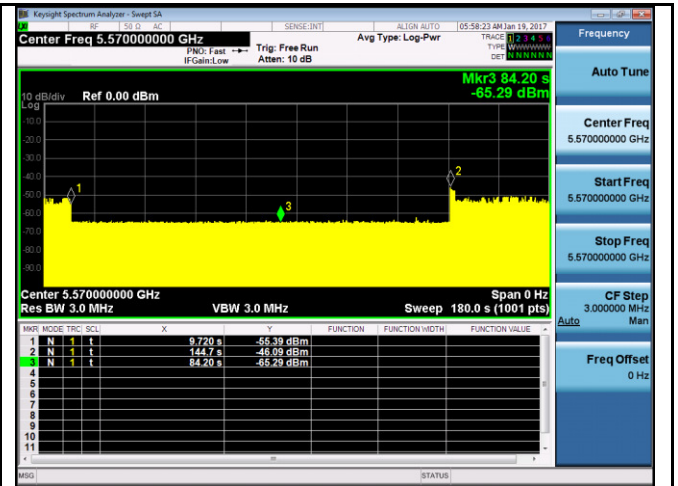 Keysight Spectrum Analyzer - Swept SA
RF 50 Ω AC SENSE:INT ALIGN AUTO 05:58:23 AM Jan 19, 2017
Center Freq 5.570000000 GHz
PNO: Fast Trig: Free Run
IFGain:Low Atten: 10 dB
Avg Type: Log-Pwr
TRACE 1 2 3 4 5 6
TYPE WWWWWW
DET N N N N N N
Mkr3 84.20 s
-65.29 dBm
10 dB/div Ref 0.00 dBm
Log
-10.0
-20.0
-30.0
-40.0
-50.0
-60.0
-70.0
-80.0
-90.0
1
2
3
Center 5.570000000 GHz Span 0 Hz
Res BW 3.0 MHz VBW 3.0 MHz Sweep 180.0 s (1001 pts)
MKR MODE TRC SCL X Y FUNCTION FUNCTION WIDTH FUNCTION VALUE
1 N 1 t 9.720 s -55.39 dBm
2 N 1 t 144.7 s -46.09 dBm
3 N 1 t 84.20 s -65.29 dBm
4
5
6
7
8
9
10
11
MSG STATUS
Frequency
Auto Tune
Center Freq
5.570000000 GHz
Start Freq
5.570000000 GHz
Stop Freq
5.570000000 GHz
CF Step
3.000000 MHz
Auto Man
Freq Offset
0 Hz